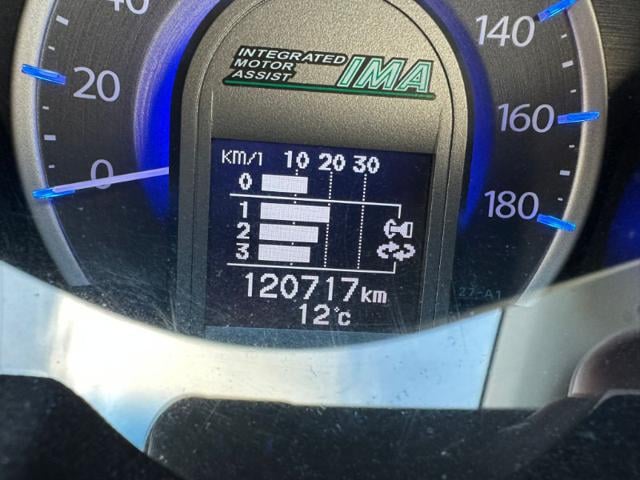 40
20
0
140
160
180
INTEGRATED
MOTOR
ASSIST
IMA
KM/l 10 20 30
0
1
2
3
120717km
12°C
27-A1